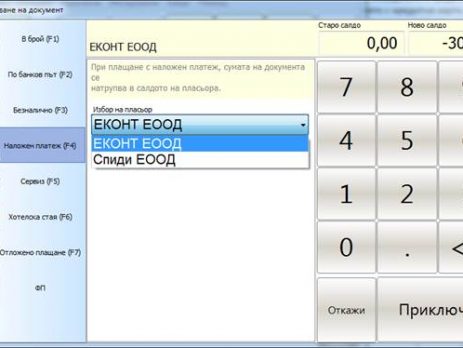 ване на документ
В брой (F1)
По банков път (F2)
Безналично (F3)
Наложен платеж (F4)
Сервиз (F5)
Хотелска стая (F6)
Отложено плащане (F7)
ФП
ЕКОНТ ЕООД
При плащане с наложен платеж, сумата на документа
се
натрупва в салдото на пласьора.
Избор на пласьор
ЕКОНТ ЕООД
ЕКОНТ ЕООД
Спиди ЕООД
Старо салдо
Ново салдо
0,00
-30
7 8 9
4 5 6
1 2 3
0 . <
Откажи
Приключ